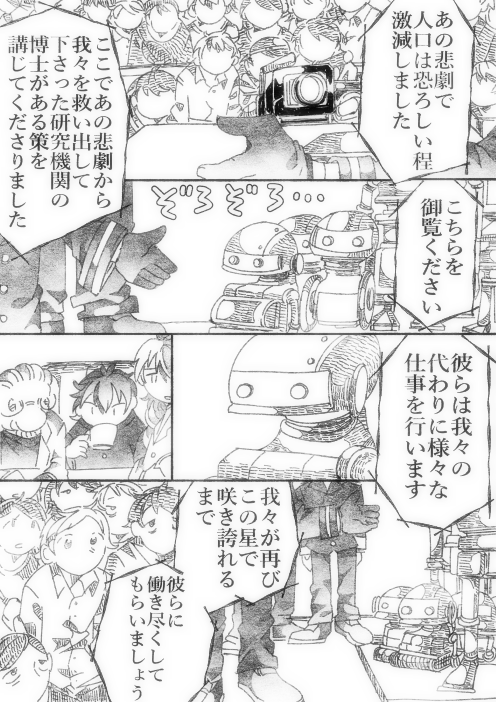 あの悲劇で
人口は恐ろしい程
激減しました
ここであの悲劇から
我々を救い出して
下さった研究機関の
博士がある策を
講じてくださりました
こちらを
御覧ください
ぞろぞろ・・・
彼らは我々の
代わりに様々な
仕事を行います
我々が再び
この星で
咲き誇れる
まで
彼らに
働き尽くして
もらいましょう